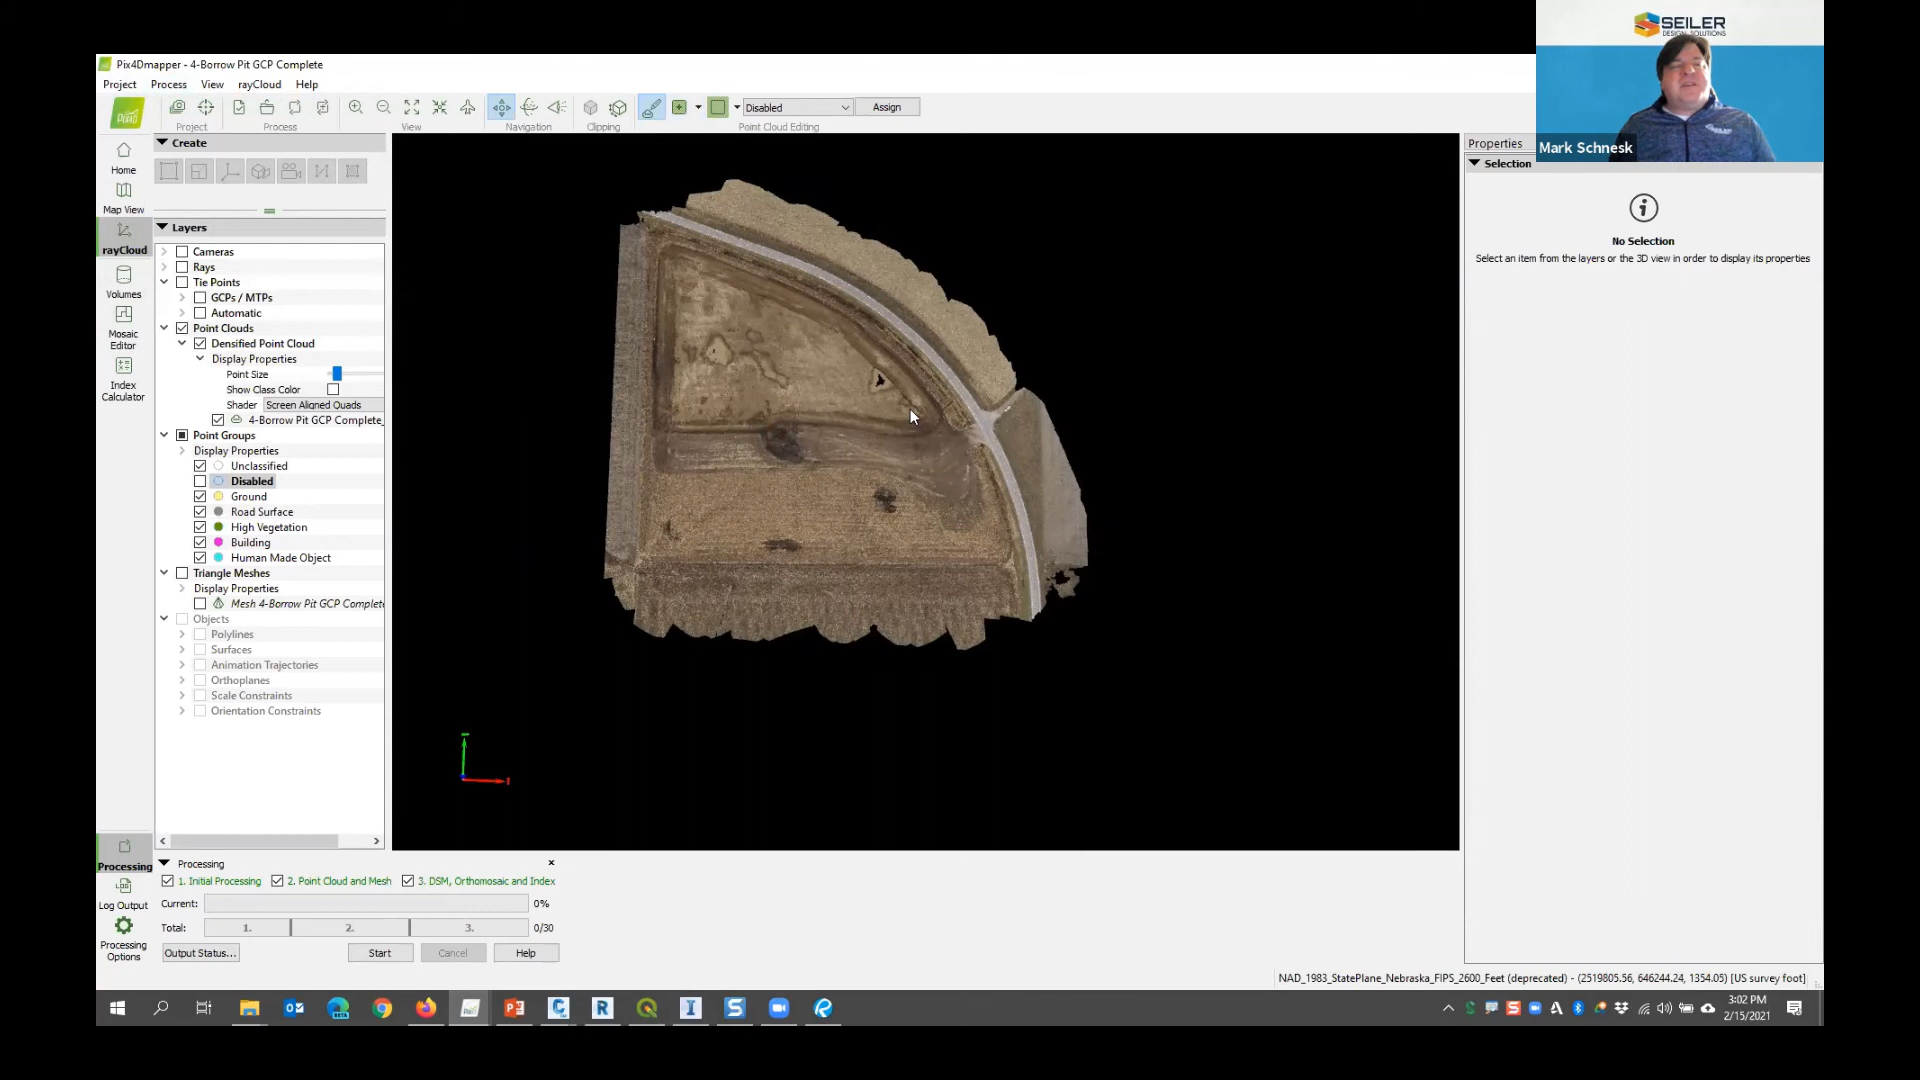 SEILER
DESIGN SOLUTIONS
Mark Schnesk
Pix4Dmapper - 4-Borrow Pit GCP Complete
Project Process View rayCloud Help
Disabled
Assign
Project Process View Navigation Clipping Point Cloud Editing
Home
Map View
rayCloud
Volumes
Mosaic
Editor
Index
Calculator
Create
Layers
Cameras
Rays
Tie Points
GCPs / MTPs
Automatic
Point Clouds
Densified Point Cloud
Display Properties
Point Size
Show Class Color
Shader Screen Aligned Quads
4-Borrow Pit GCP Complete_
Point Groups
Display Properties
Unclassified
Disabled
Ground
Road Surface
High Vegetation
Building
Human Made Object
Triangle Meshes
Display Properties
Mesh 4-Borrow Pit GCP Complete
Objects
Polylines
Surfaces
Animation Trajectories
Orthoplanes
Scale Constraints
Orientation Constraints
Properties
Selection
No Selection
Select an item from the layers or the 3D view in order to display its properties
Processing
Log Output
Processing
Options
Processing
1. Initial Processing 2. Point Cloud and Mesh 3. DSM, Orthomosaic and Index
Current: 0%
Total: 1. 2. 3. 0/30
Output Status... Start Cancel Help
NAD_1983_StatePlane_Nebraska_FIPS_2600_Feet (deprecated) - (2519805.56, 646244.24, 1354.05) [US survey foot]
3:02 PM
2/15/2021